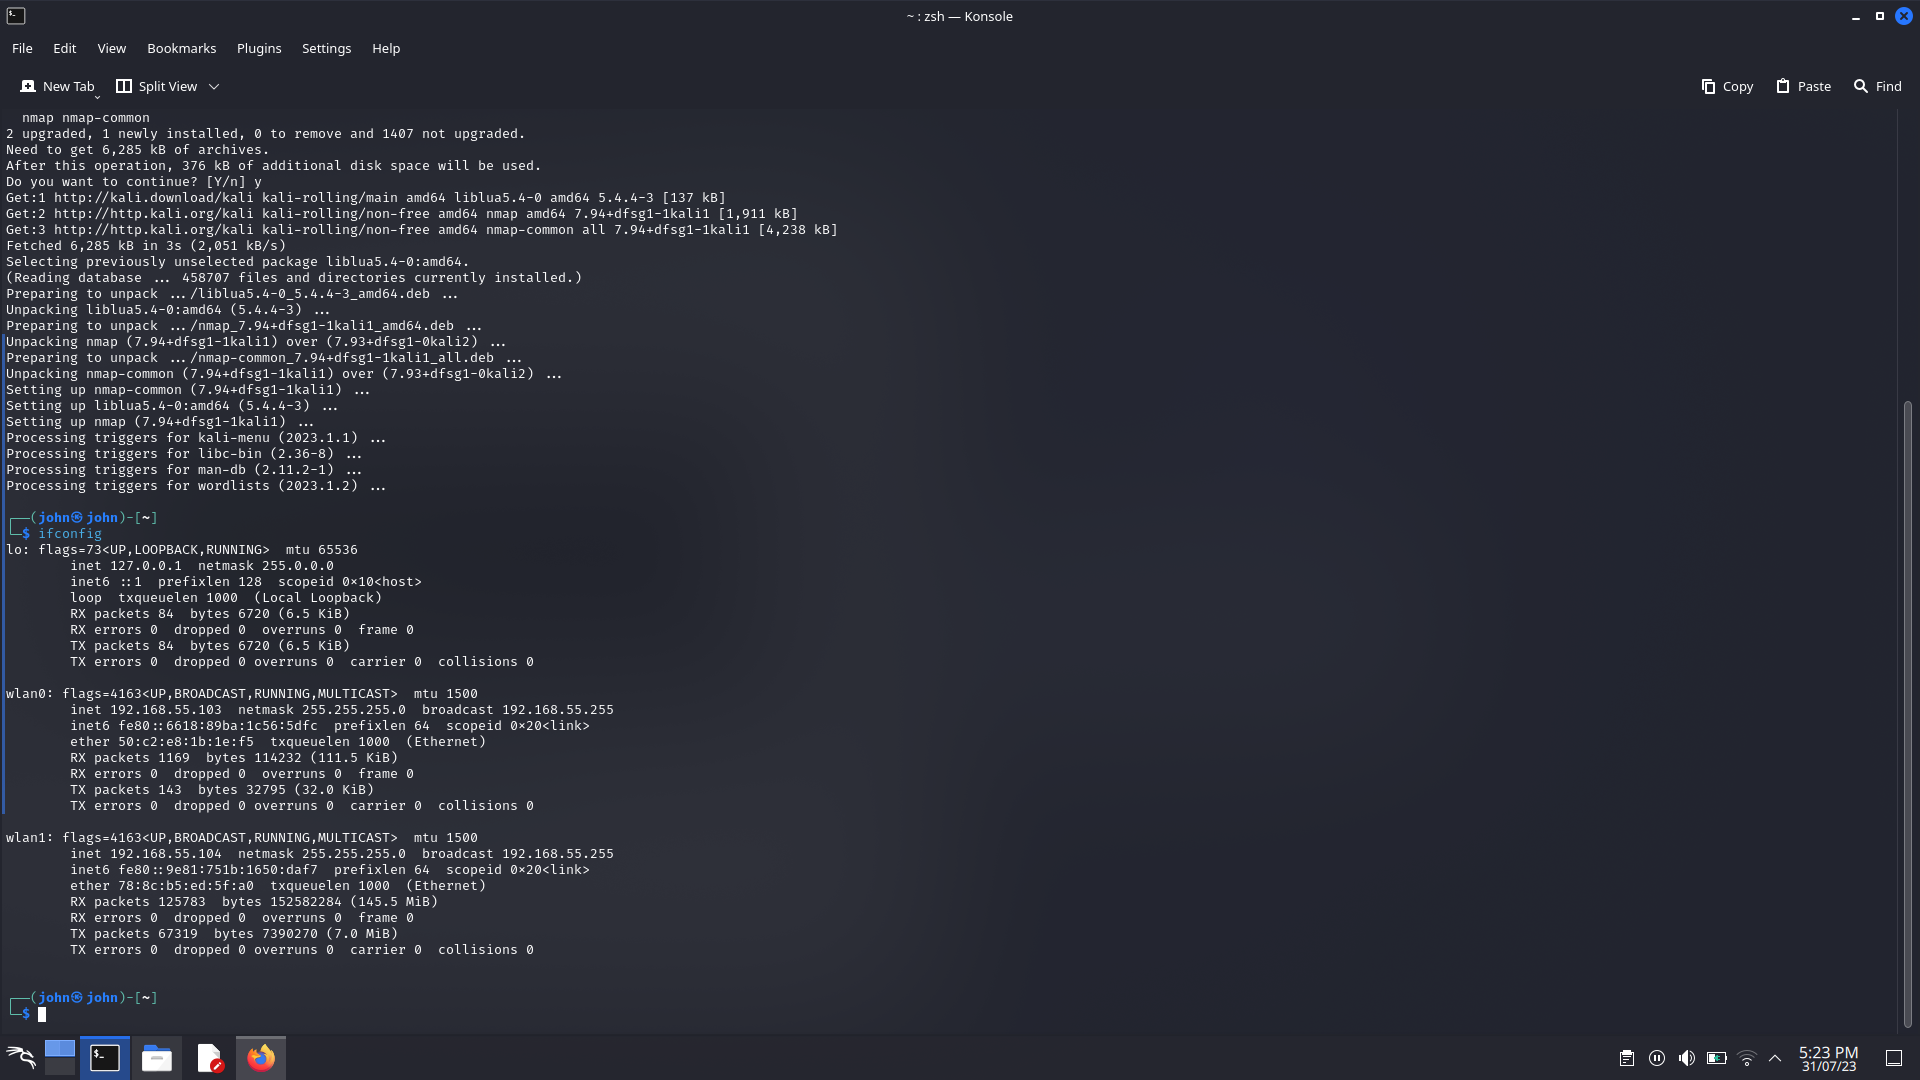 ~ : zsh — Konsole
File Edit View Bookmarks Plugins Settings Help
New Tab Split View Copy Paste Find
nmap nmap-common
2 upgraded, 1 newly installed, 0 to remove and 1407 not upgraded.
Need to get 6,285 kB of archives.
After this operation, 376 kB of additional disk space will be used.
Do you want to continue? [Y/n] y
Get:1 http://kali.download/kali kali-rolling/main amd64 liblua5.4-0 amd64 5.4.4-3 [137 kB]
Get:2 http://http.kali.org/kali kali-rolling/non-free amd64 nmap amd64 7.94+dfsg1-1kali1 [1,911 kB]
Get:3 http://http.kali.org/kali kali-rolling/non-free amd64 nmap-common all 7.94+dfsg1-1kali1 [4,238 kB]
Fetched 6,285 kB in 3s (2,051 kB/s)
Selecting previously unselected package liblua5.4-0:amd64.
(Reading database ... 458707 files and directories currently installed.)
Preparing to unpack .../liblua5.4-0_5.4.4-3_amd64.deb ...
Unpacking liblua5.4-0:amd64 (5.4.4-3) ...
Preparing to unpack .../nmap_7.94+dfsg1-1kali1_amd64.deb ...
Unpacking nmap (7.94+dfsg1-1kali1) over (7.93+dfsg1-0kali2) ...
Preparing to unpack .../nmap-common_7.94+dfsg1-1kali1_all.deb ...
Unpacking nmap-common (7.94+dfsg1-1kali1) over (7.93+dfsg1-0kali2) ...
Setting up nmap-common (7.94+dfsg1-1kali1) ...
Setting up liblua5.4-0:amd64 (5.4.4-3) ...
Setting up nmap (7.94+dfsg1-1kali1) ...
Processing triggers for kali-menu (2023.1.1) ...
Processing triggers for libc-bin (2.36-8) ...
Processing triggers for man-db (2.11.2-1) ...
Processing triggers for wordlists (2023.1.2) ...
┌──(john㉿john)-[~]
└─$ ifconfig
lo: flags=73<UP,LOOPBACK,RUNNING>  mtu 65536
inet 127.0.0.1  netmask 255.0.0.0
inet6 ::1  prefixlen 128  scopeid 0×10<host>
loop  txqueuelen 1000  (Local Loopback)
RX packets 84  bytes 6720 (6.5 KiB)
RX errors 0  dropped 0  overruns 0  frame 0
TX packets 84  bytes 6720 (6.5 KiB)
TX errors 0  dropped 0 overruns 0  carrier 0  collisions 0
wlan0: flags=4163<UP,BROADCAST,RUNNING,MULTICAST>  mtu 1500
inet 192.168.55.103  netmask 255.255.255.0  broadcast 192.168.55.255
inet6 fe80::6618:89ba:1c56:5dfc  prefixlen 64  scopeid 0×20<link>
ether 50:c2:e8:1b:1e:f5  txqueuelen 1000  (Ethernet)
RX packets 1169  bytes 114232 (111.5 KiB)
RX errors 0  dropped 0  overruns 0  frame 0
TX packets 143  bytes 32795 (32.0 KiB)
TX errors 0  dropped 0 overruns 0  carrier 0  collisions 0
wlan1: flags=4163<UP,BROADCAST,RUNNING,MULTICAST>  mtu 1500
inet 192.168.55.104  netmask 255.255.255.0  broadcast 192.168.55.255
inet6 fe80::9e81:751b:1650:daf7  prefixlen 64  scopeid 0×20<link>
ether 78:8c:b5:ed:5f:a0  txqueuelen 1000  (Ethernet)
RX packets 125783  bytes 152582284 (145.5 MiB)
RX errors 0  dropped 0  overruns 0  frame 0
TX packets 67319  bytes 7390270 (7.0 MiB)
TX errors 0  dropped 0 overruns 0  carrier 0  collisions 0
┌──(john㉿john)-[~]
└─$
5:23 PM
31/07/23